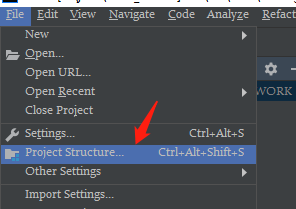 File Edit View Navigate Code Analyze Refact
New
Open...
Open URL...
WORK
Open Recent
Close Project
Settings... Ctrl+Alt+S
Project Structure... Ctrl+Alt+Shift+S
Other Settings
Import Settings...